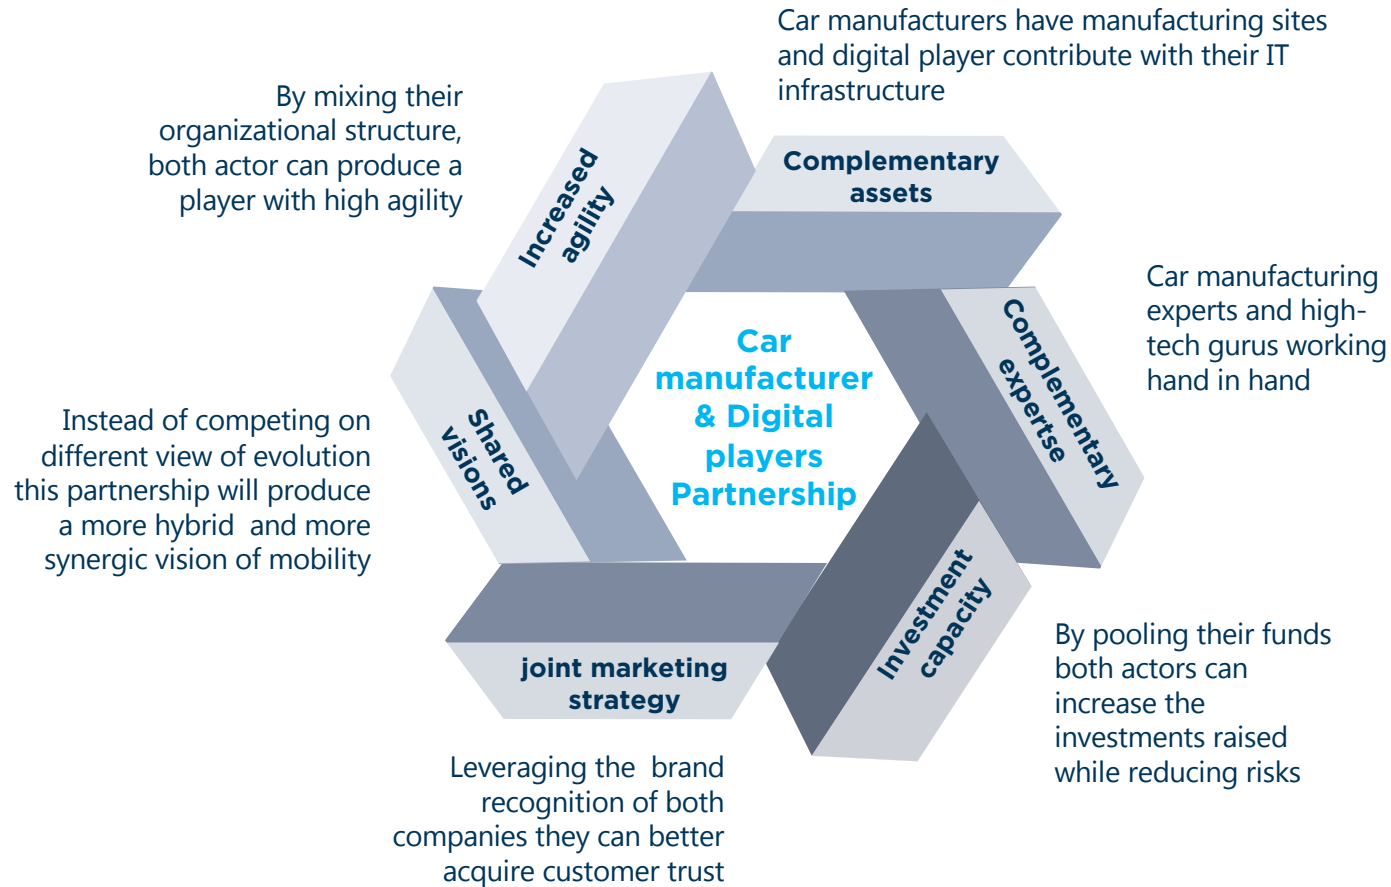 Car manufacturers have manufacturing sites
and digital player contribute with their IT
infrastructure
By mixing their
organizational structure,
both actor can produce a
player with high agility
Increased
agility
Complementary
assets
Car manufacturing
experts and high-
tech gurus working
hand in hand
Complementary
expertse
Car
manufacturer
& Digital
players
Partnership
Instead of competing on
different view of evolution
this partnership will produce
a more hybrid  and more
synergic vision of mobility
Shared
visions
Investment
capacity
By pooling their funds
both actors can
increase the
investments raised
while reducing risks
joint marketing
strategy
Leveraging the  brand
recognition of both
companies they can better
acquire customer trust